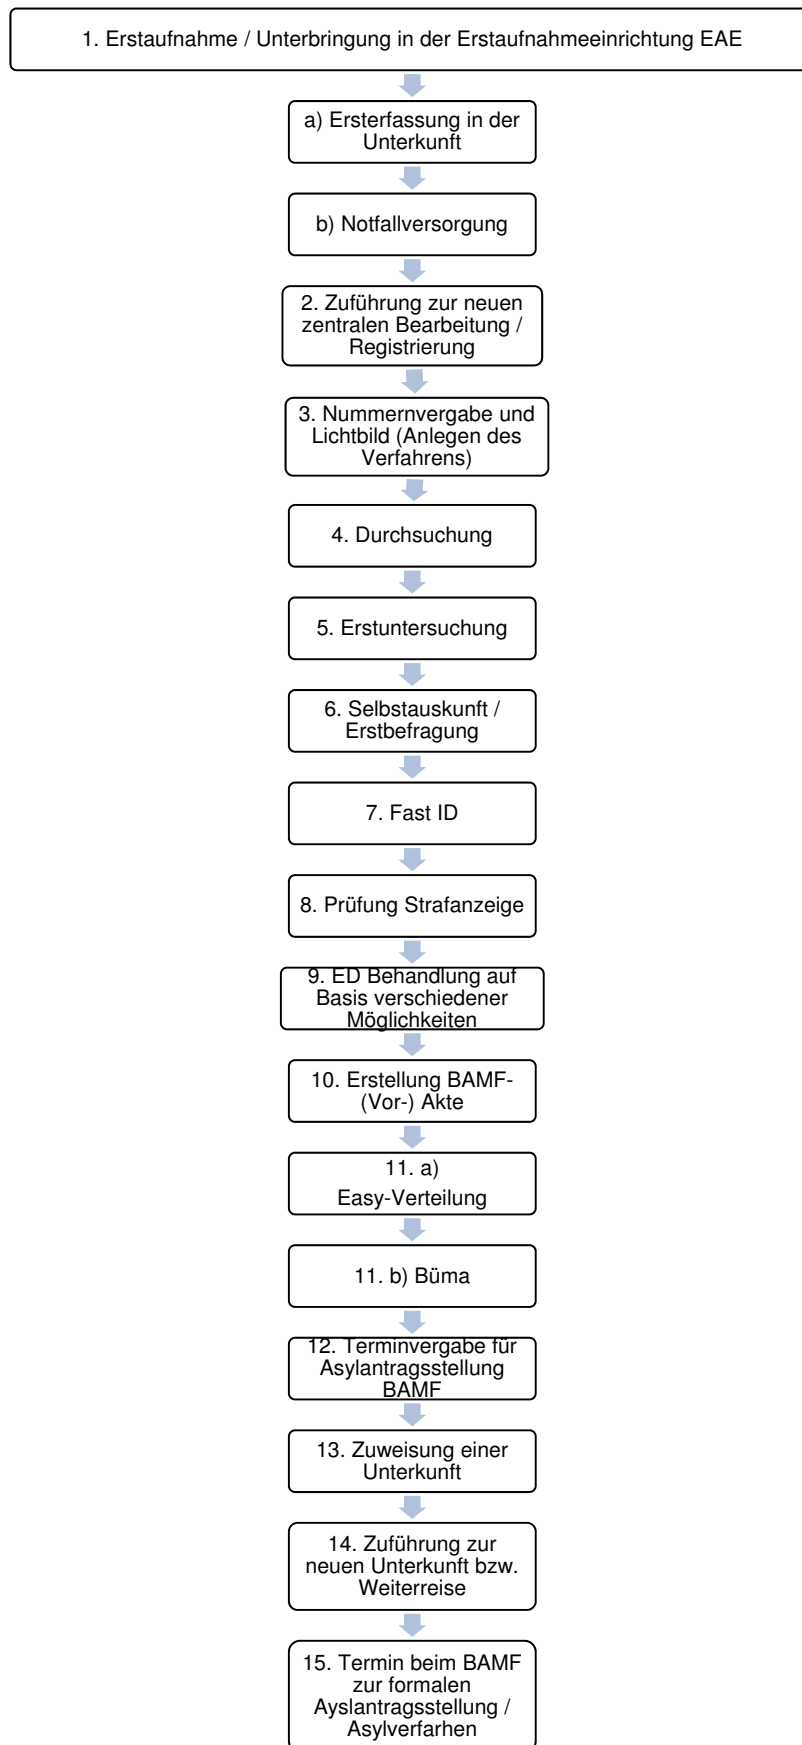 1. Erstaufnahme / Unterbringung in der Erstaufnahmeeinrichtung EAE
a) Ersterfassung in der
Unterkunft
b) Notfallversorgung
2. Zuführung zur neuen
zentralen Bearbeitung /
Registrierung
3. Nummernvergabe und
Lichtbild (Anlegen des
Verfahrens)
4. Durchsuchung
5. Erstuntersuchung
6. Selbstauskunft /
Erstbefragung
7. Fast ID
8. Prüfung Strafanzeige
9. ED Behandlung auf
Basis verschiedener
Möglichkeiten
10. Erstellung BAMF-
(Vor-) Akte
11. a)
Easy-Verteilung
11. b) Büma
12. Terminvergabe für
Asylantragsstellung
BAMF
13. Zuweisung einer
Unterkunft
14. Zuführung zur
neuen Unterkunft bzw.
Weiterreise
15. Termin beim BAMF
zur formalen
Ayslantragsstellung /
Asylverfarhen